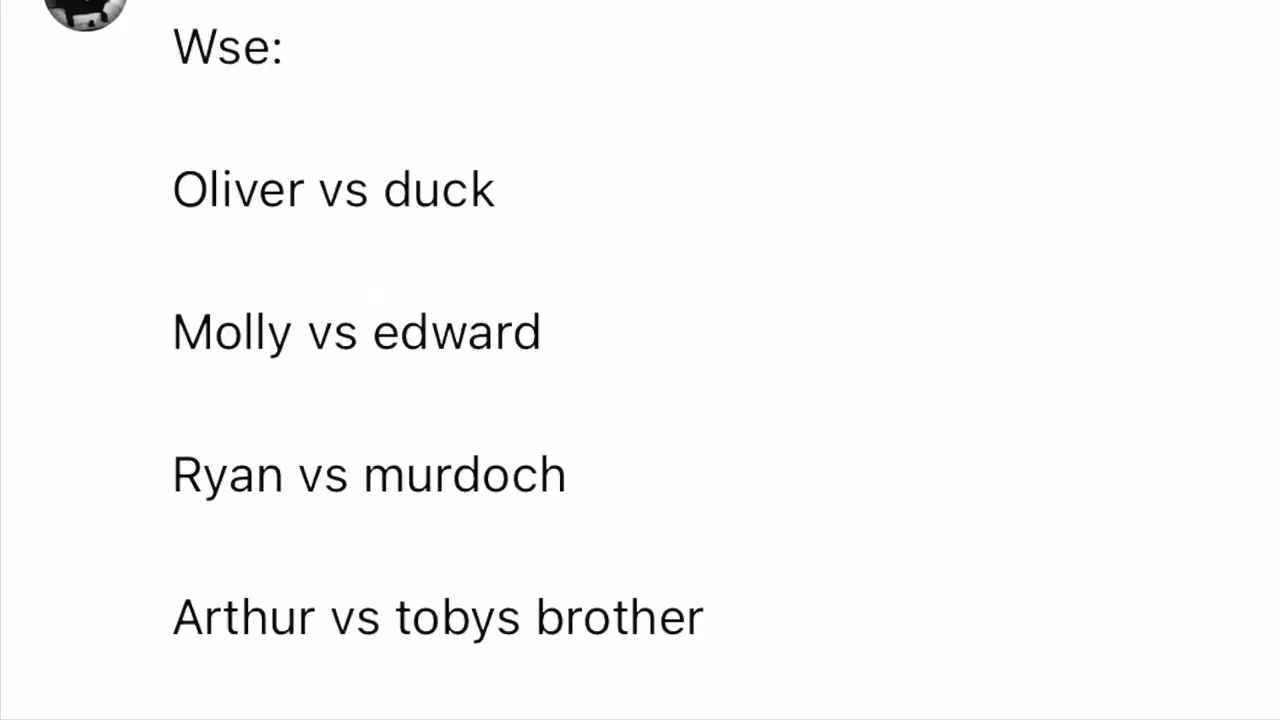 Wse:
Oliver vs duck
Molly vs edward
Ryan vs murdoch
Arthur vs tobys brother